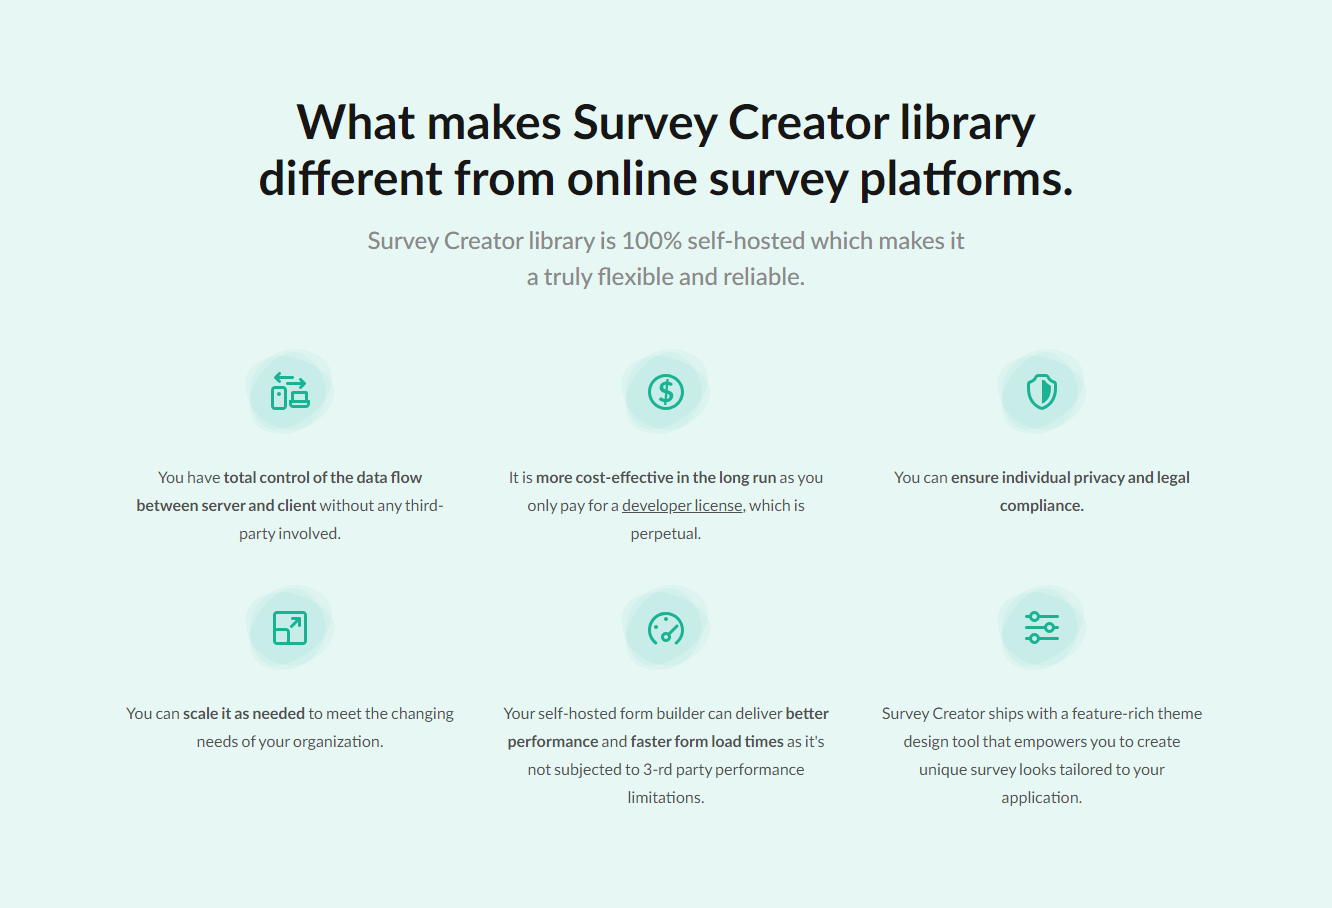 What makes Survey Creator library
different from online survey platforms.
Survey Creator library is 100% self-hosted which makes it
a truly flexible and reliable.
You have total control of the data flow
between server and client without any third-
party involved.
It is more cost-effective in the long run as you
only pay for a developer license, which is
perpetual.
You can ensure individual privacy and legal
compliance.
You can scale it as needed to meet the changing
needs of your organization.
Your self-hosted form builder can deliver better
performance and faster form load times as it's
not subjected to 3-rd party performance
limitations.
Survey Creator ships with a feature-rich theme
design tool that empowers you to create
unique survey looks tailored to your
application.